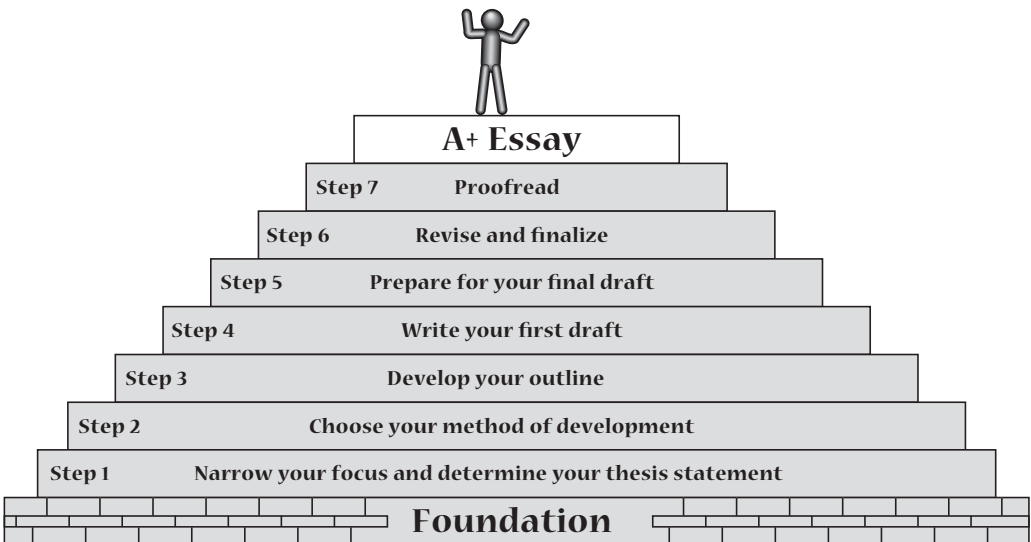 A+ Essay
Step 7 Proofread
Step 6 Revise and finalize
Step 5 Prepare for your final draft
Step 4 Write your first draft
Step 3 Develop your outline
Step 2 Choose your method of development
Step 1 Narrow your focus and determine your thesis statement
Foundation